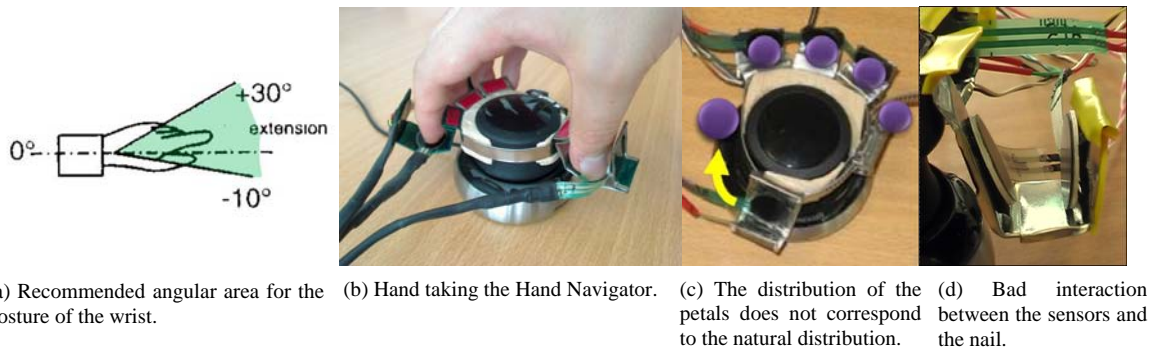 +30°
extension
0°
-10°
a) Recommended angular area for the
osture of the wrist.
(b) Hand taking the Hand Navigator.
(c) The distribution of the
petals does not correspond
to the natural distribution.
(d) Bad interaction
between the sensors and
the nail.